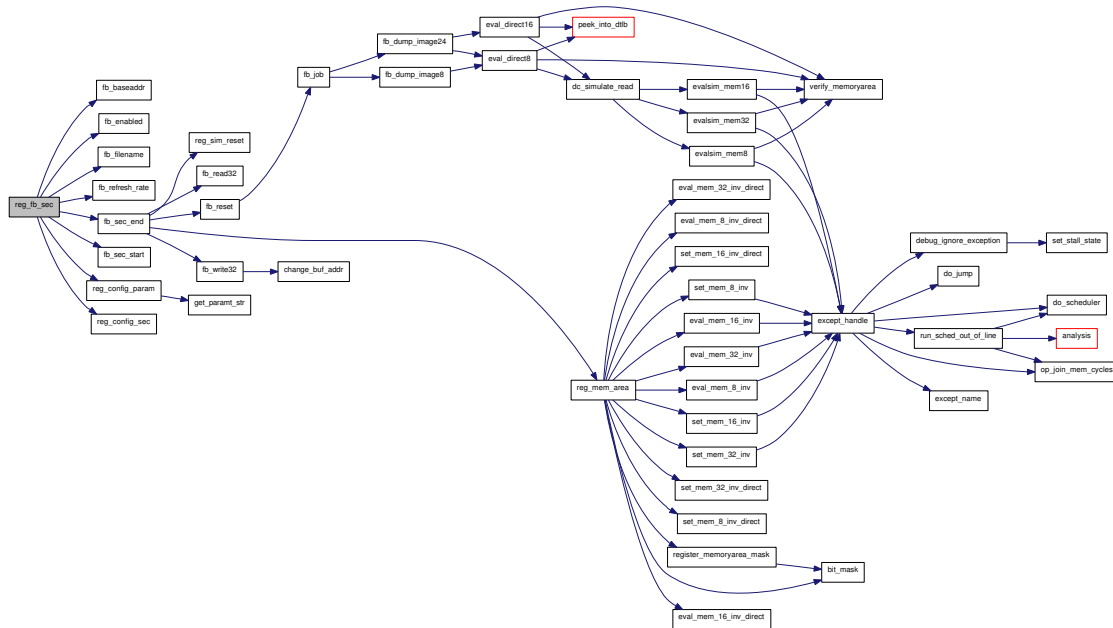 reg_fb_sec
fb_baseaddr
fb_enabled
fb_filename
fb_refresh_rate
fb_sec_end
fb_sec_start
reg_config_param
reg_config_sec
reg_sim_reset
fb_read32
fb_reset
fb_write32
get_paramt_str
change_buf_addr
fb_job
fb_dump_image24
fb_dump_image8
eval_direct16
eval_direct8
peek_into_dtlb
dc_simulate_read
reg_mem_area
evalsim_mem16
evalsim_mem32
evalsim_mem8
eval_mem_32_inv_direct
eval_mem_8_inv_direct
set_mem_16_inv_direct
set_mem_8_inv
eval_mem_16_inv
eval_mem_32_inv
eval_mem_8_inv
set_mem_16_inv
set_mem_32_inv
set_mem_32_inv_direct
set_mem_8_inv_direct
register_memoryarea_mask
eval_mem_16_inv_direct
verify_memoryarea
except_handle
bit_mask
debug_ignore_exception
do_jump
run_sched_out_of_line
except_name
set_stall_state
do_scheduler
analysis
op_join_mem_cycles